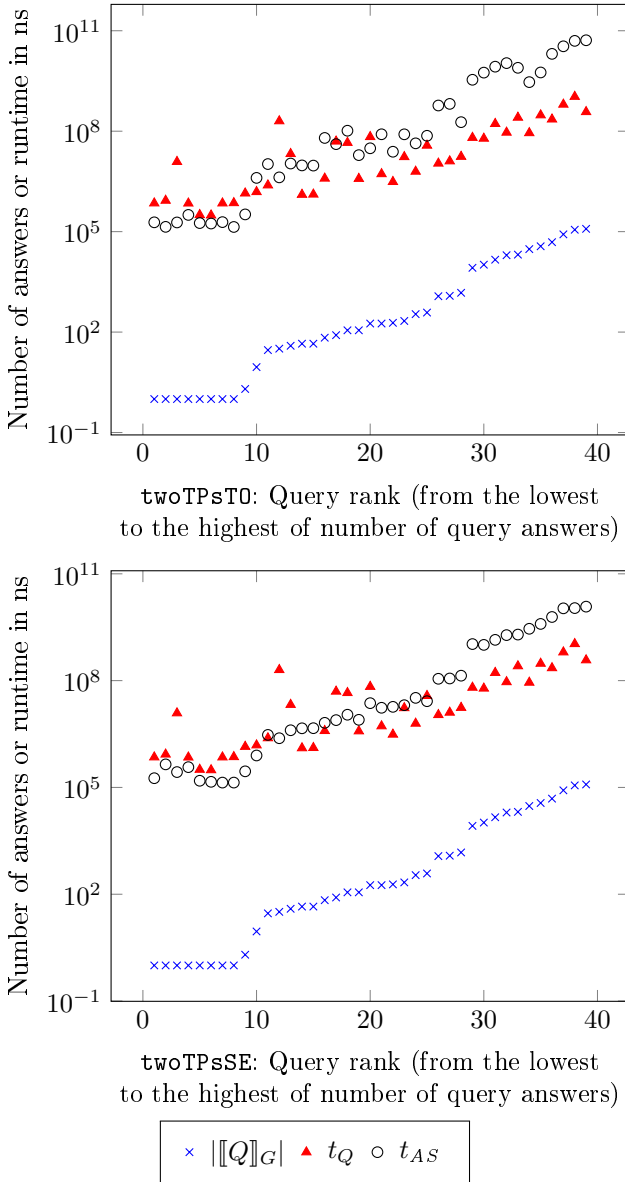 Number of answers or runtime in ns
10^11
10^8
10^5
10^2
10^−1
0 10 20 30 40
twoTPsTO: Query rank (from the lowest
to the highest of number of query answers)
Number of answers or runtime in ns
10^11
10^8
10^5
10^2
10^−1
0 10 20 30 40
twoTPsSE: Query rank (from the lowest
to the highest of number of query answers)
|⟦Q⟧_G| t_Q t_AS